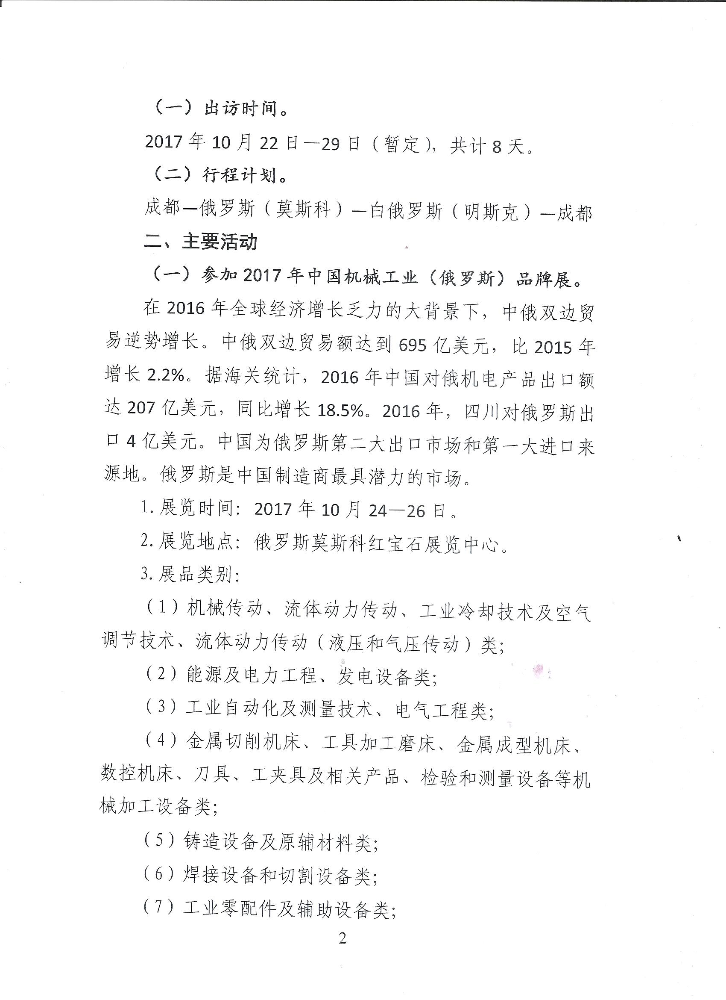 （一）出访时间。
2017 年 10 月 22 日—29 日（暂定），共计 8 天。
（二）行程计划。
成都—俄罗斯（莫斯科）—白俄罗斯（明斯克）—成都
二、主要活动
（一）参加 2017 年中国机械工业（俄罗斯）品牌展。
在 2016 年全球经济增长乏力的大背景下，中俄双边贸
易逆势增长。中俄双边贸易额达到 695 亿美元，比 2015 年
增长 2.2%。据海关统计，2016 年中国对俄机电产品出口额
达 207 亿美元，同比增长 18.5%。2016 年，四川对俄罗斯出
口 4 亿美元。中国为俄罗斯第二大出口市场和第一大进口来
源地。俄罗斯是中国制造商最具潜力的市场。
1. 展览时间：2017 年 10 月 24—26 日。
2. 展览地点：俄罗斯莫斯科红宝石展览中心。
3. 展品类别：
（1）机械传动、流体动力传动、工业冷却技术及空气
调节技术、流体动力传动（液压和气压传动）类；
（2）能源及电力工程、发电设备类；
（3）工业自动化及测量技术、电气工程类；
（4）金属切削机床、工具加工磨床、金属成型机床、
数控机床、刀具、工夹具及相关产品、检验和测量设备等机
械加工设备类；
（5）铸造设备及原辅材料类；
（6）焊接设备和切割设备类；
（7）工业零配件及辅助设备类；
2